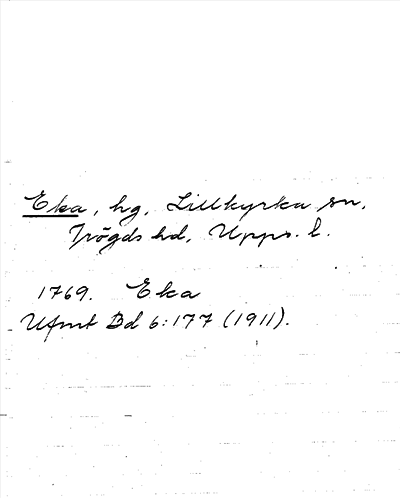 Eka, hg, Lillkyrka sn,
Trögds hd, Upps. l.
1769. Eka
Ufmt Bd 6:177 (1911).